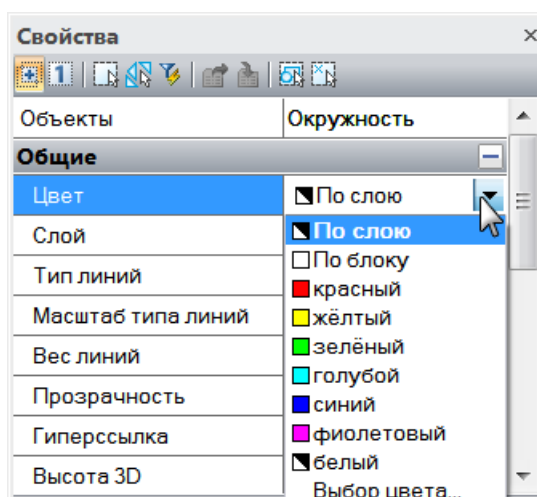 Свойства
1
Объекты Окружность
Общие
Цвет По слою
Слой По слою
Тип линий По блоку
Масштаб типа линий красный
Вес линий жёлтый
Прозрачность зелёный
Гиперссылка голубой
Высота 3D синий
фиолетовый
белый
Выбор цвета...